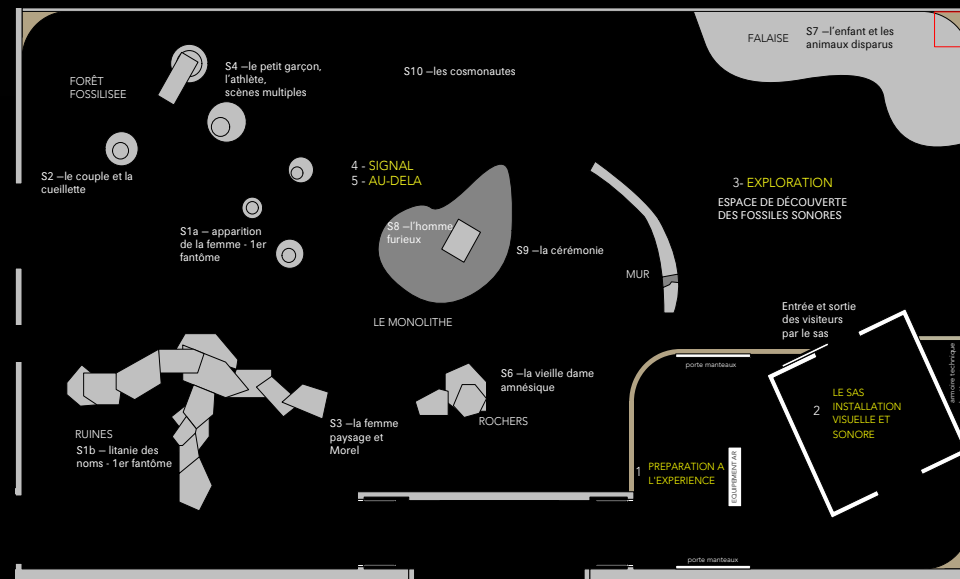 FALAISE
S7 –l'enfant et les
animaux disparus
S4 –le petit garçon,
l'athlète,
scènes multiples
S10 –les cosmonautes
FORÊT
FOSSILISEE
S2 –le couple et la
cueillette
4 - SIGNAL
5 - AU-DELA
3- EXPLORATION
ESPACE DE DÉCOUVERTE
DES FOSSILES SONORES
S1a – apparition
de la femme - 1er
fantôme
S8 –l'homme
furieux
S9 –la cérémonie
MUR
LE MONOLITHE
Entrée et sortie
des visiteurs
par le sas
porte manteaux
armoire technique
S6 –la vieille dame
amnésique
ROCHERS
2
LE SAS
INSTALLATION
VISUELLE ET
SONORE
S3 –la femme
paysage et
Morel
RUINES
S1b – litanie des
noms - 1er fantôme
1
PREPARATION A
L'EXPERIENCE
EQUIPEMENT AR
porte manteaux